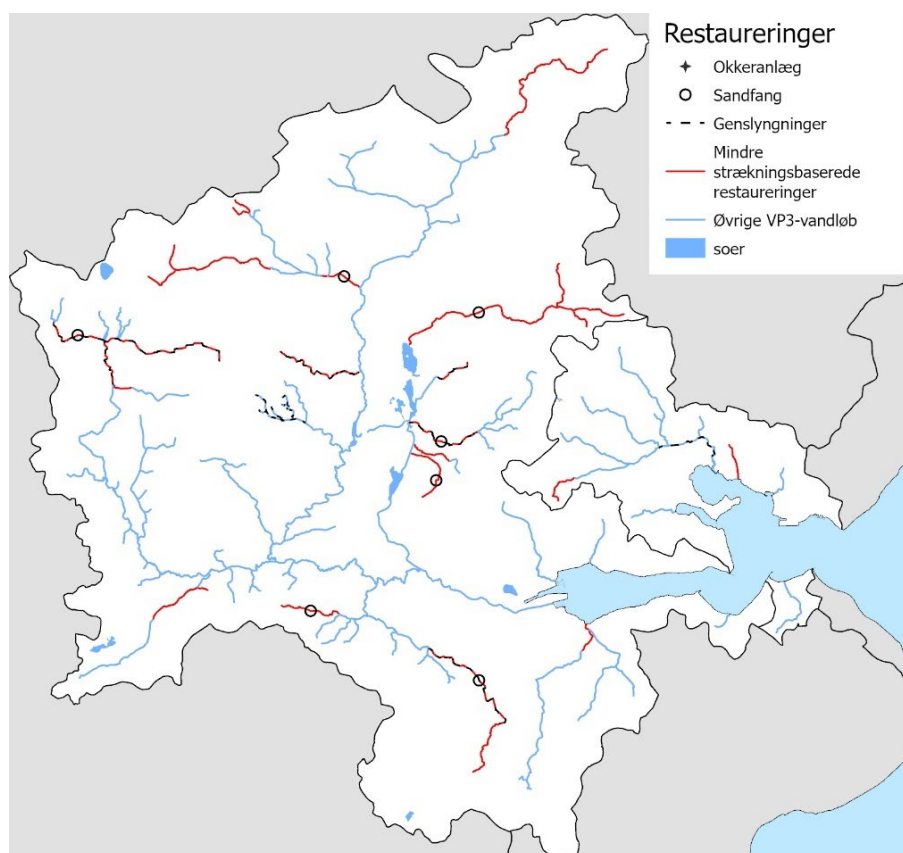 Restaureringer
Okkeranlæg
Sandfang
Genslyngninger
Mindre
strækningsbaserede
restaureringer
Øvrige VP3-vandløb
soer